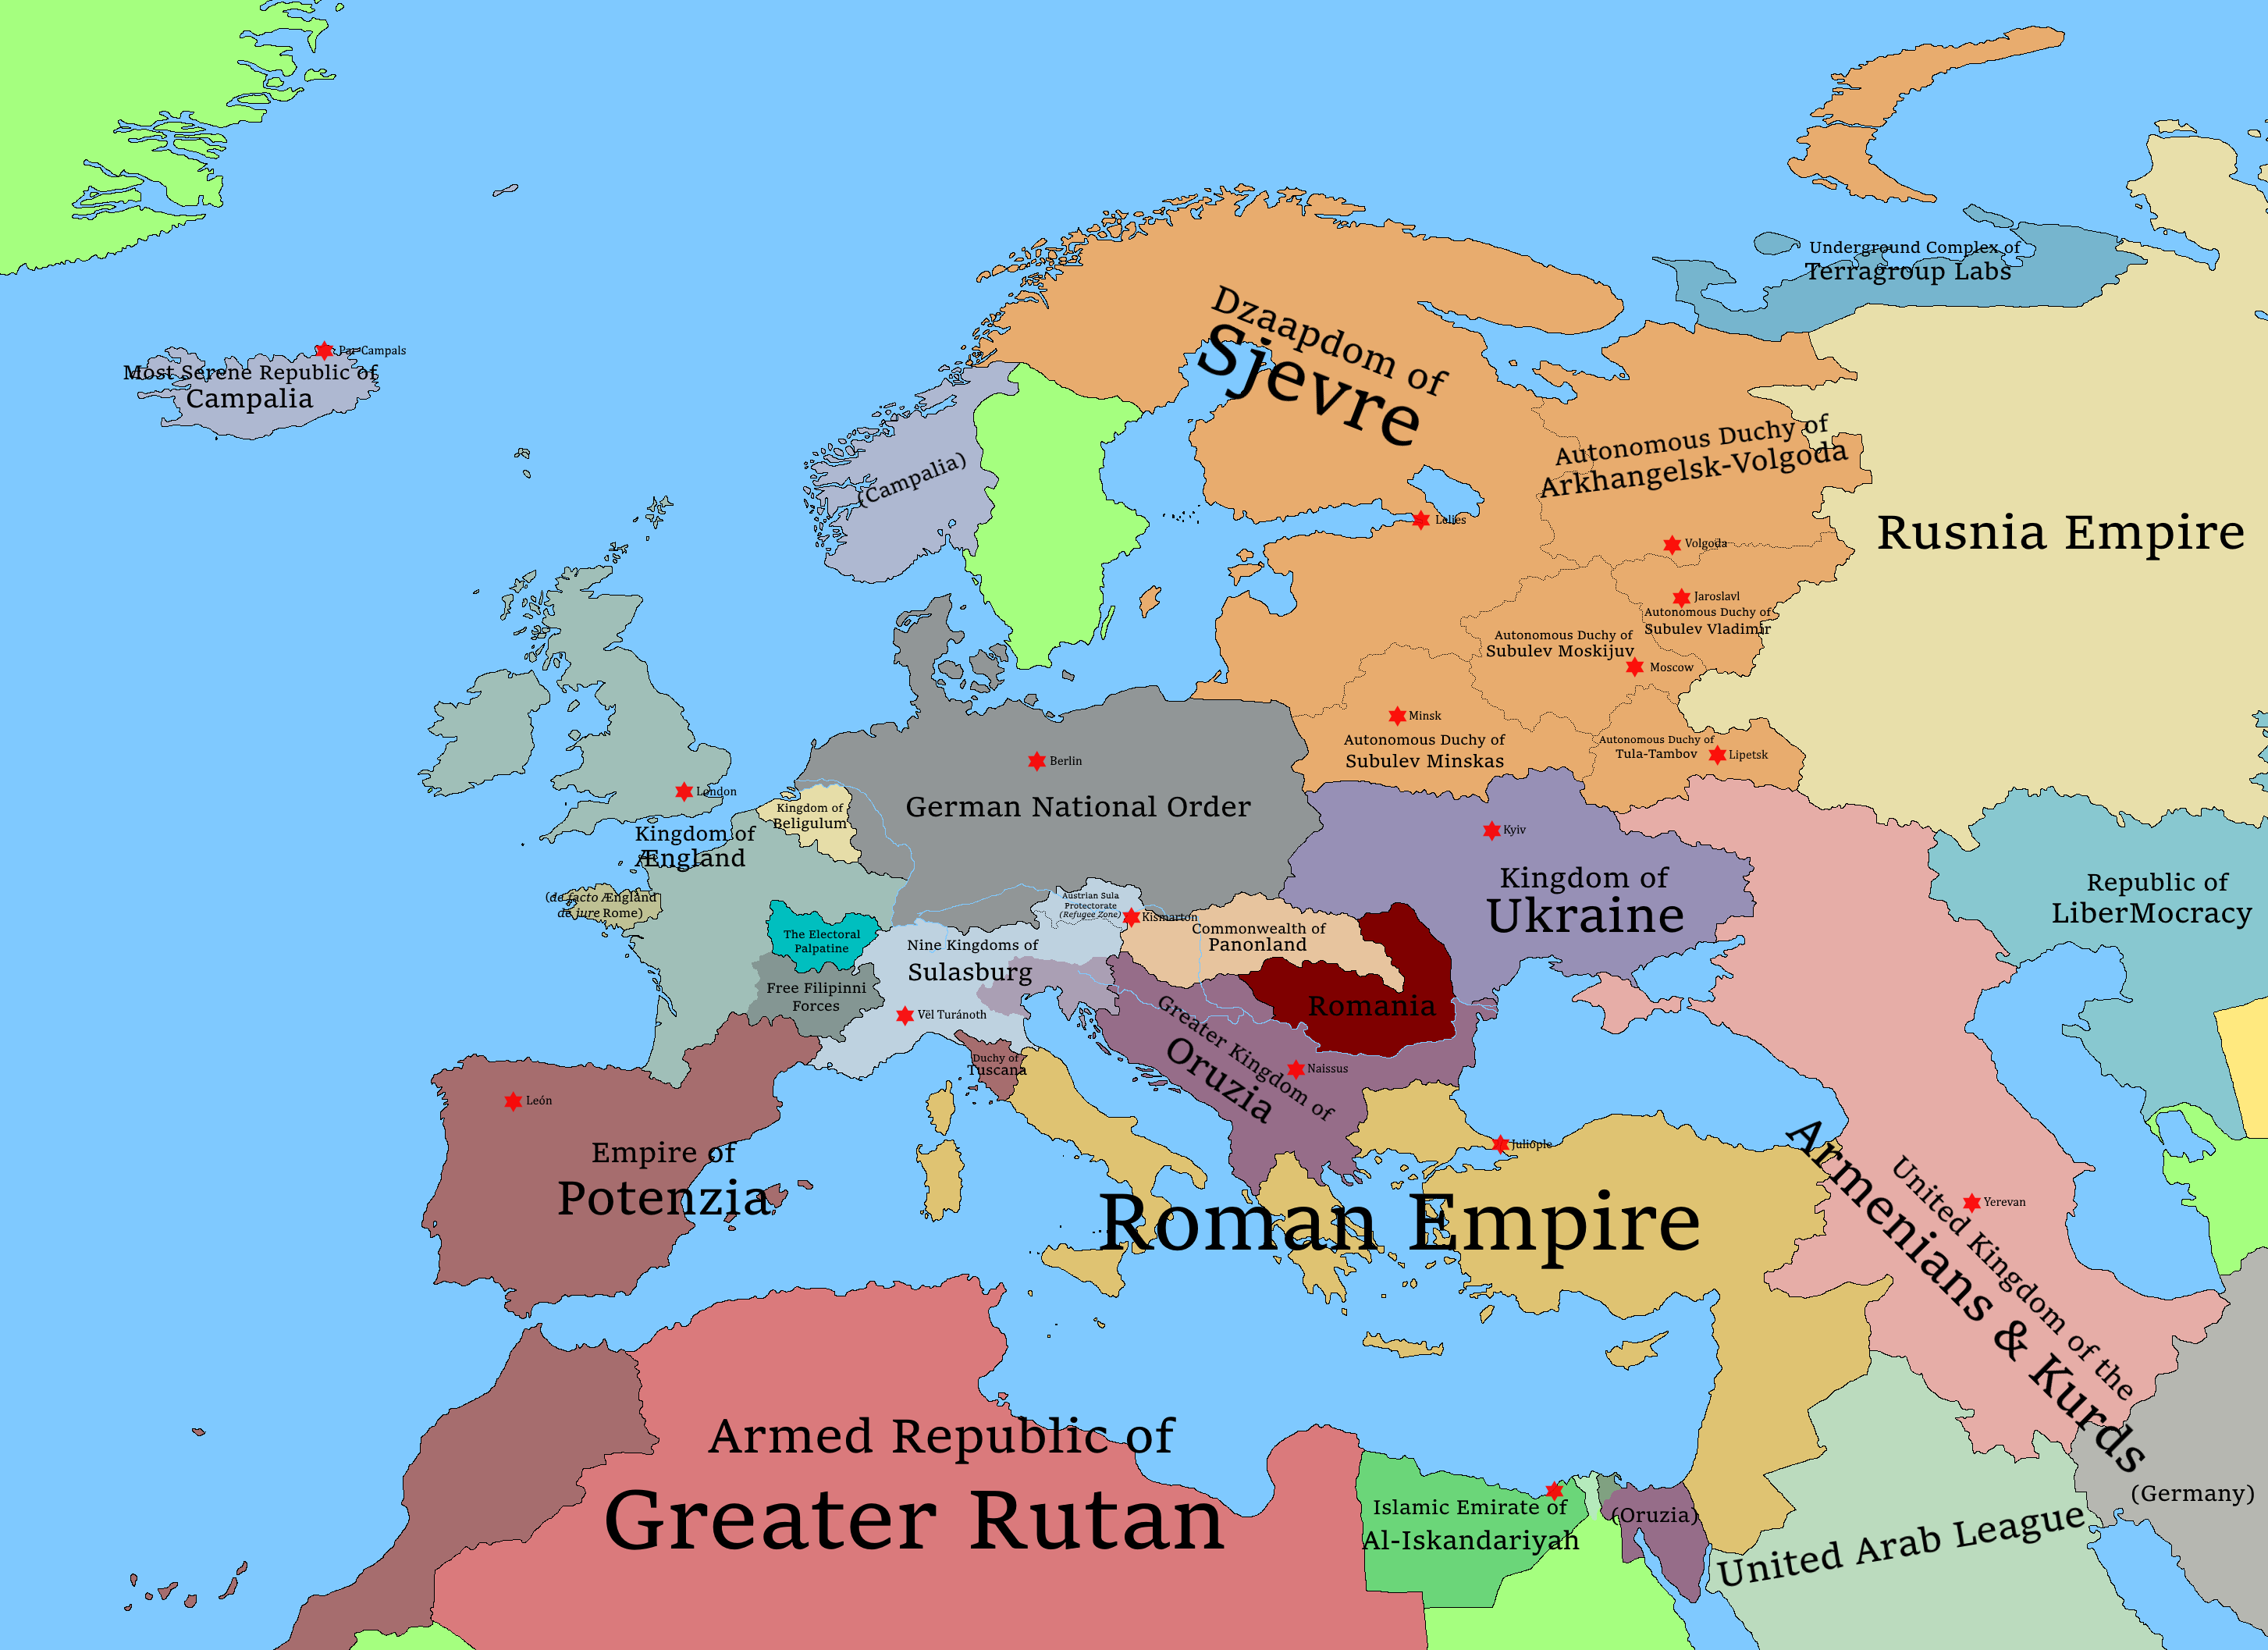 Underground Complex of
Terragroup Labs
Dzaapdom of
Sjevre
Par Campals
Most Serene Republic of
Campalia
(Campalia)
Autonomous Duchy of
Arkhangelsk-Volgoda
Rusnia Empire
Lelies
Volgoda
Jaroslavl
Autonomous Duchy of
Subulev Vladimir
Autonomous Duchy of
Subulev Moskijuv
Moscow
Minsk
Autonomous Duchy of
Subulev Minskas
Autonomous Duchy of
Tula-Tambov
Lipetsk
Berlin
German National Order
London
Kingdom of
Ængland
Kingdom of
Beligulum
Kyiv
Kingdom of
Ukraine
Republic of
LiberMocracy
(de facto Ængland
de iure Rome)
Austrian Sula
Protectorate
(Refugee Zone)
Kismarton
Commonwealth of
Panonland
The Electoral
Palpatine
Nine Kingdoms of
Sulasburg
Free Filipinni
Forces
Vël Turánoth
Romania
Greater Kingdom of
Oruzia
Naissus
Duchy of
Tuscana
León
Empire of
Potenzia
Juliople
Roman Empire
United Kingdom of the
Armenians & Kurds
Yerevan
Armed Republic of
Greater Rutan
Islamic Emirate of
Al-Iskandariyah
(Oruzia)
United Arab League
(Germany)